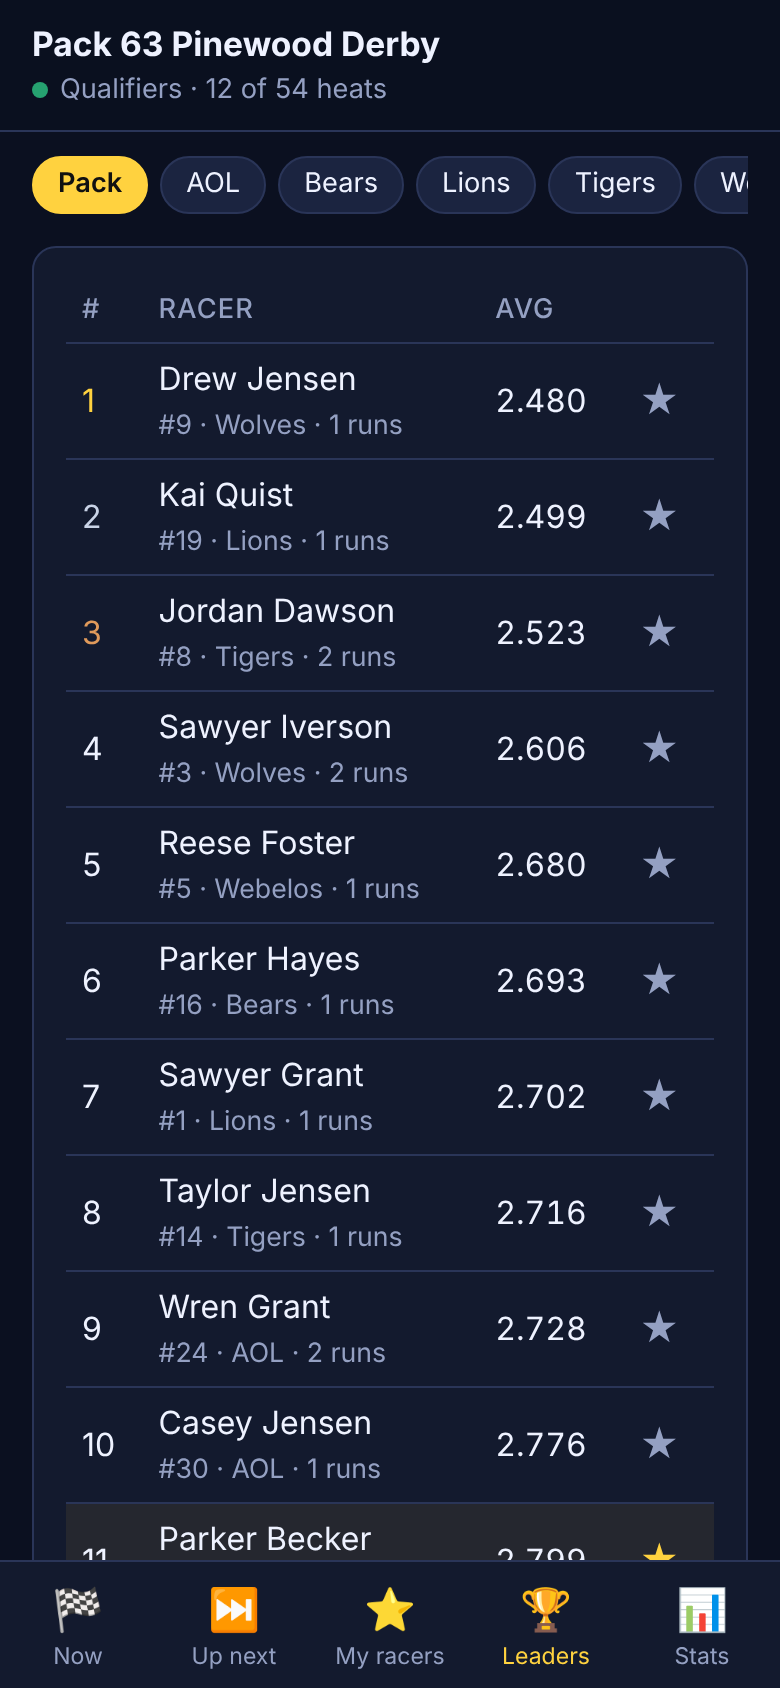 Pack 63 Pinewood Derby
Qualifiers · 12 of 54 heats
Pack AOL Bears Lions Tigers
# RACER AVG
1 Drew Jensen 2.480 ★
#9 · Wolves · 1 runs
2 Kai Quist 2.499 ★
#19 · Lions · 1 runs
3 Jordan Dawson 2.523 ★
#8 · Tigers · 2 runs
4 Sawyer Iverson 2.606 ★
#3 · Wolves · 2 runs
5 Reese Foster 2.680 ★
#5 · Webelos · 1 runs
6 Parker Hayes 2.693 ★
#16 · Bears · 1 runs
7 Sawyer Grant 2.702 ★
#1 · Lions · 1 runs
8 Taylor Jensen 2.716 ★
#14 · Tigers · 1 runs
9 Wren Grant 2.728 ★
#24 · AOL · 2 runs
10 Casey Jensen 2.776 ★
#30 · AOL · 1 runs
11 Parker Becker 2.799 ★
Now Up next My racers Leaders Stats